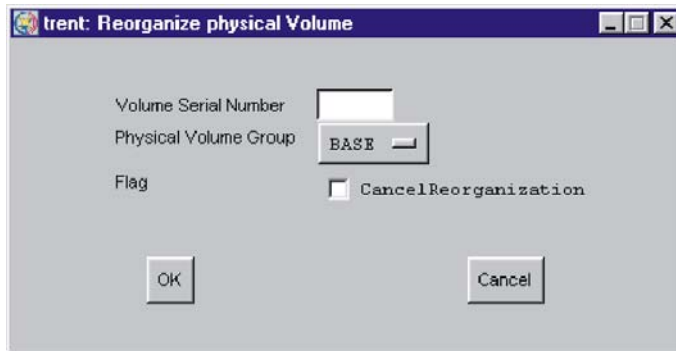 trent: Reorganize physical Volume
Volume Serial Number
Physical Volume Group BASE
Flag CancelReorganization
OK Cancel